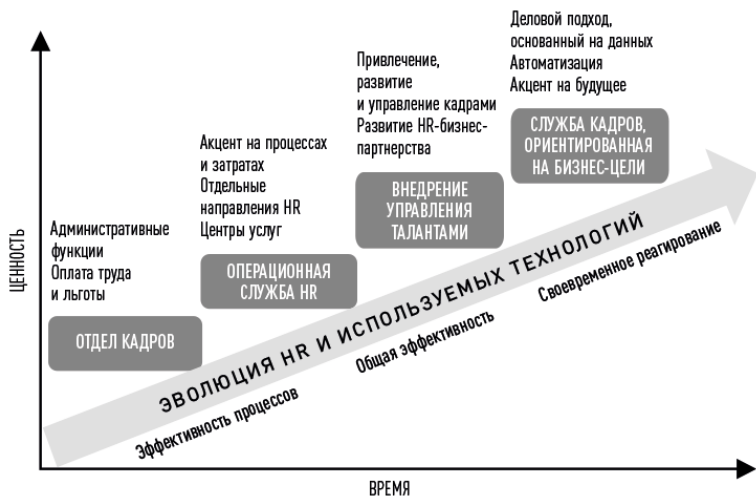 Деловой подход,
основанный на данных
Автоматизация
Акцент на будущее
СЛУЖБА КАДРОВ,
ОРИЕНТИРОВАННАЯ
НА БИЗНЕС-ЦЕЛИ
Привлечение,
развитие
и управление кадрами
Развитие HR-бизнес-
партнерства
ВНЕДРЕНИЕ
УПРАВЛЕНИЯ
ТАЛАНТАМИ
Акцент на процессах
и затратах
Отдельные
направления HR
Центры услуг
ОПЕРАЦИОННАЯ
СЛУЖБА HR
Административные
функции
Оплата труда
и льготы
ОТДЕЛ КАДРОВ
ЦЕННОСТЬ
ЭВОЛЮЦИЯ HR И ИСПОЛЬЗУЕМЫХ ТЕХНОЛОГИЙ
Эффективность процессов
Общая эффективность
Своевременное реагирование
ВРЕМЯ